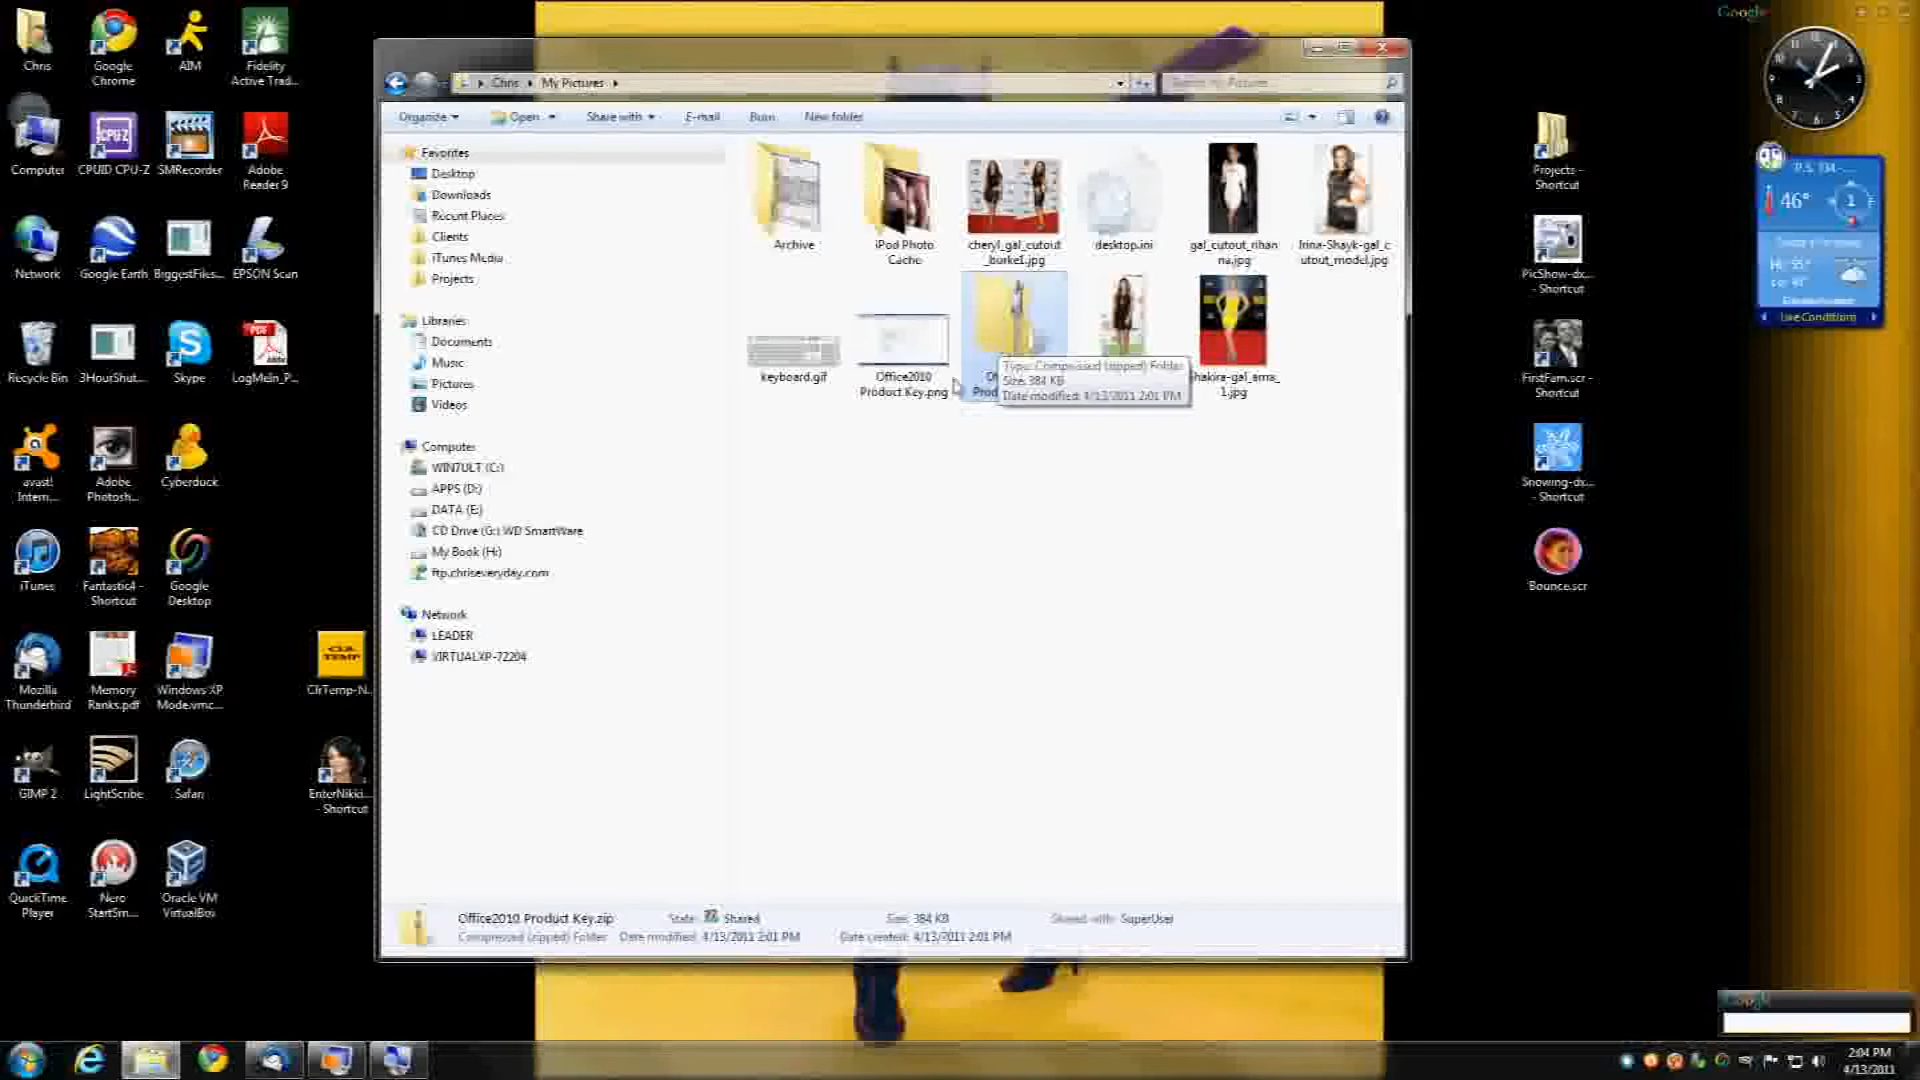 Chris
Google Chrome
AIM
Fidelity Active Trad...
Computer
CPUID CPU-Z
SMRecorder
Adobe Reader 9
Network
Google Earth
BiggestFiles...
EPSON Scan
Recycle Bin
3HourShut...
Skype
LogMeIn_P...
avast! Intern...
Adobe Photosh...
Cyberduck
iTunes
Fantastic4 - Shortcut
Google Desktop
Mozilla Thunderbird
Memory Ranks.pdf
Windows XP Mode.vmc...
ClrTemp-N...
GIMP 2
LightScribe
Safari
EnterNikki... - Shortcut
QuickTime Player
Nero StartSm...
Oracle VM VirtualBox
Chris
My Pictures
Organize
Open
Share with
E-mail
Burn
New folder
Favorites
Desktop
Downloads
Recent Places
Clients
iTunes Media
Projects
Libraries
Documents
Music
Pictures
Videos
Computer
WIN7ULT (C:)
APPS (D:)
DATA (E:)
CD Drive (G:) WD SmartWare
My Book (H:)
ftp.chriseveryday.com
Network
LEADER
VIRTUALXP-72204
Archive
iPod Photo Cache
cheryl_gal_cutout_burke1.jpg
desktop.ini
gal_cutout_rihanna.jpg
Irina-Shayk-gal_cutout_model.jpg
keyboard.gif
Office2010 Product Key.png
Type: Compressed (zipped) Folder
Size: 384 KB
Date modified: 4/13/2011 2:01 PM
Office2010 Product Key.zip
State: Shared
Size: 384 KB
Shared with: SuperUser
Compressed (zipped) Folder
Date modified: 4/13/2011 2:01 PM
Date created: 4/13/2011 2:01 PM
Google
46°
1
Live Conditions
Projects - Shortcut
PicShow-dx... - Shortcut
FirstFam.scr - Shortcut
Snowing-dx... - Shortcut
Bounce.scr
Google
2:04 PM
4/13/2011